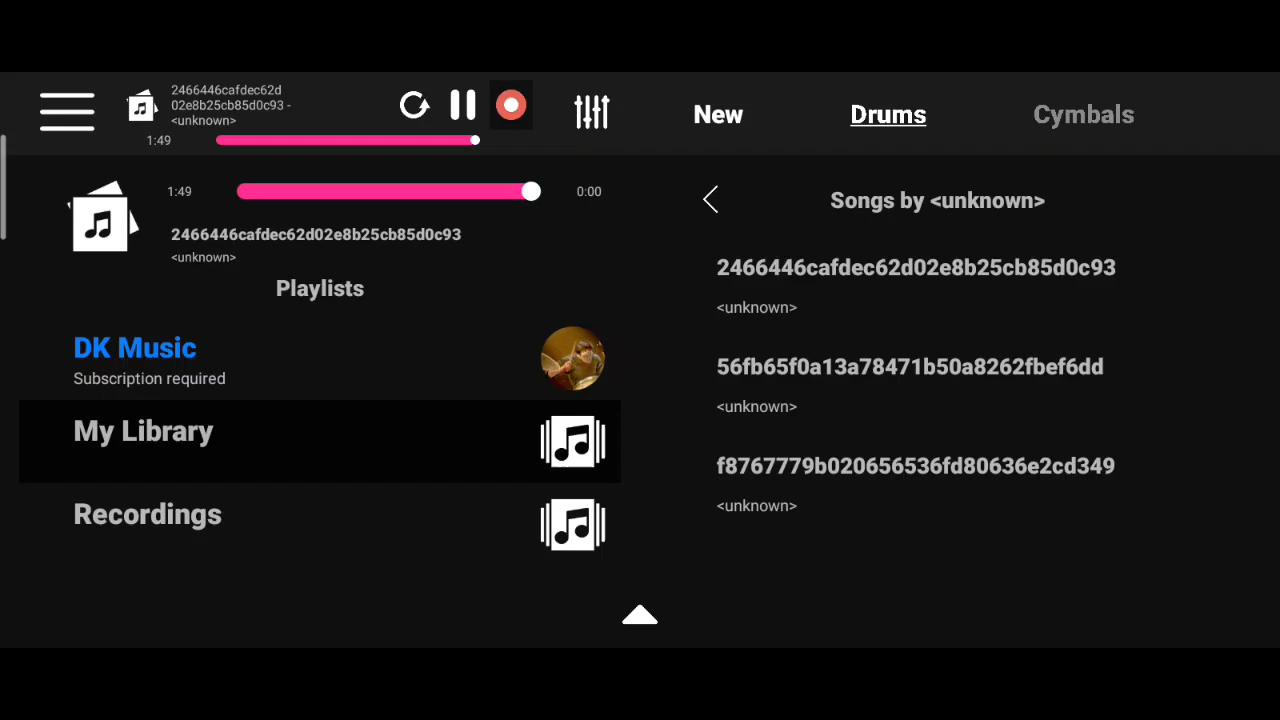 2466446cafdec62d
02e8b25cb85d0c93 -
<unknown>
1:49
New
Drums
Cymbals
1:49
0:00
2466446cafdec62d02e8b25cb85d0c93
<unknown>
Playlists
DK Music
Subscription required
My Library
Recordings
Songs by <unknown>
2466446cafdec62d02e8b25cb85d0c93
<unknown>
56fb65f0a13a78471b50a8262fbef6dd
<unknown>
f8767779b020656536fd80636e2cd349
<unknown>